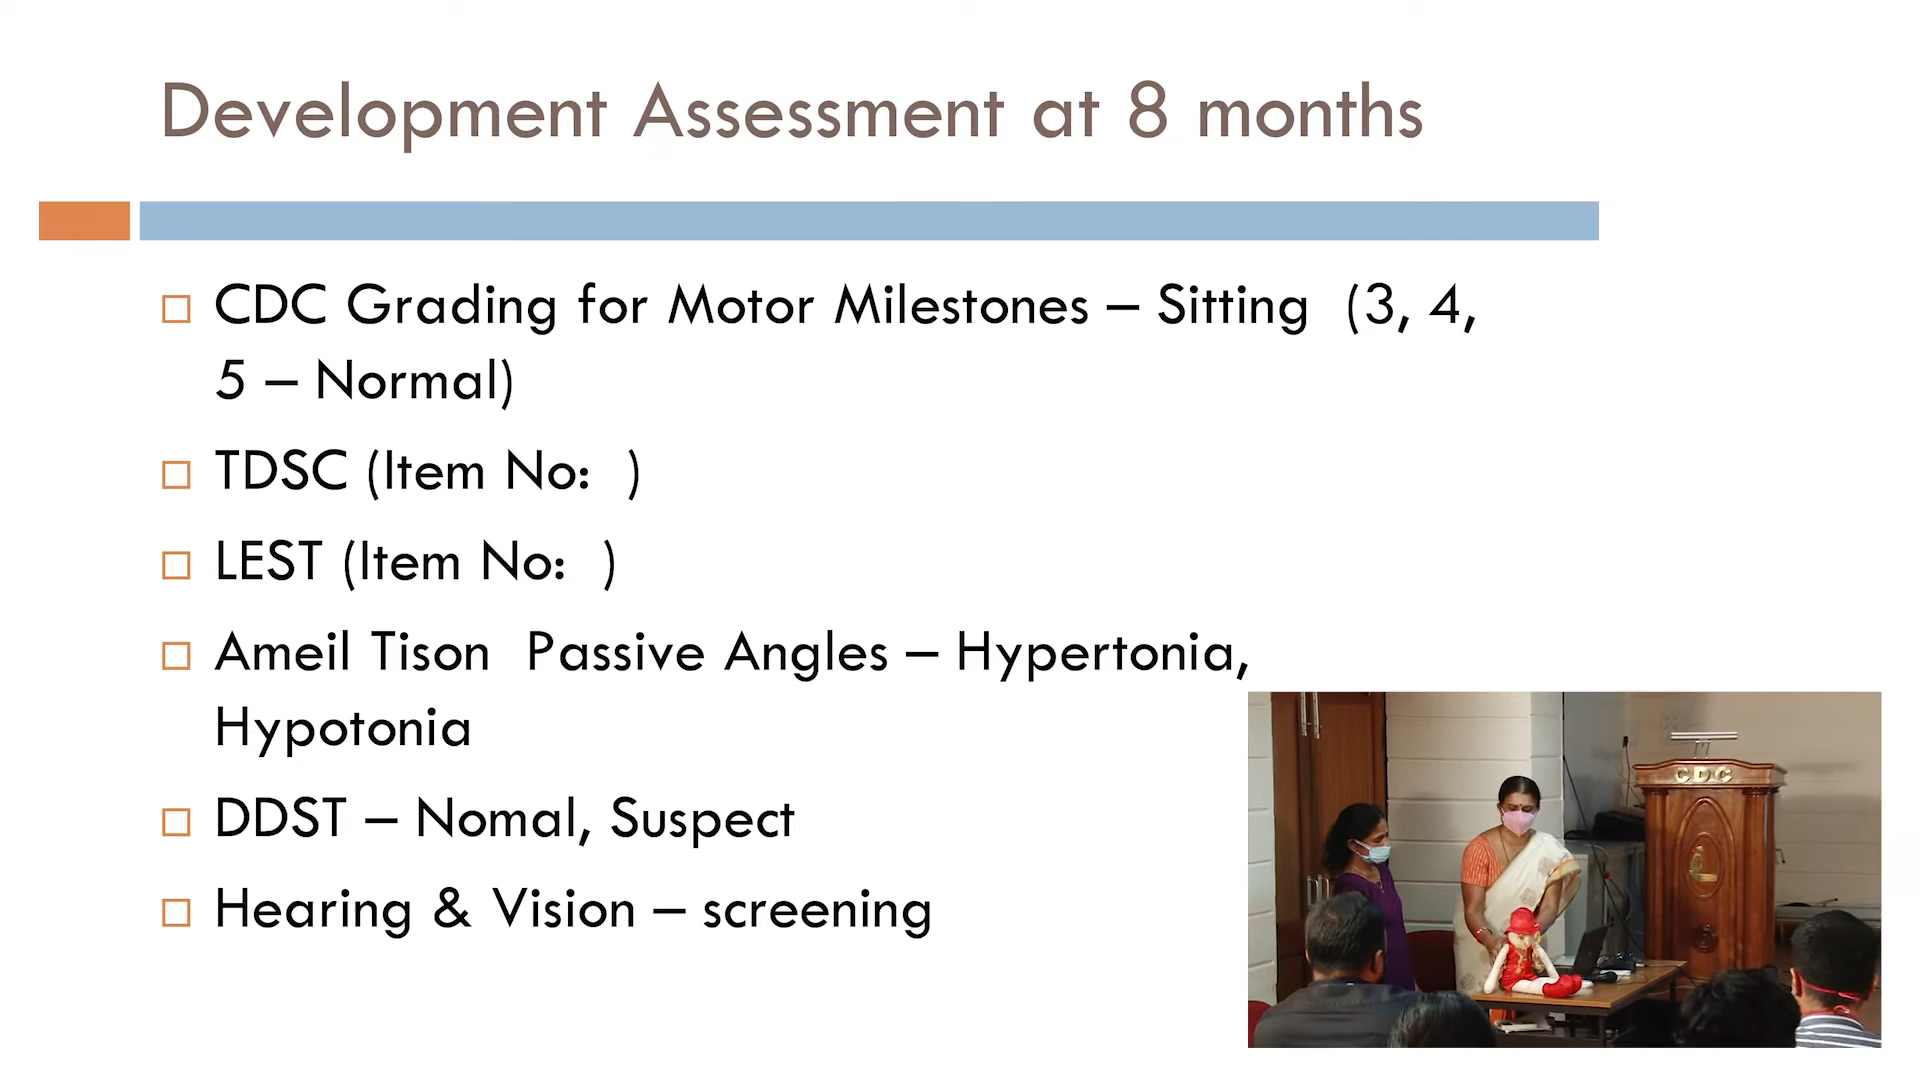 Development Assessment at 8 months
CDC Grading for Motor Milestones – Sitting (3, 4,
5 – Normal)
TDSC (Item No: )
LEST (Item No: )
Ameil Tison Passive Angles – Hypertonia,
Hypotonia
DDST – Nomal, Suspect
Hearing & Vision – screening
CDC